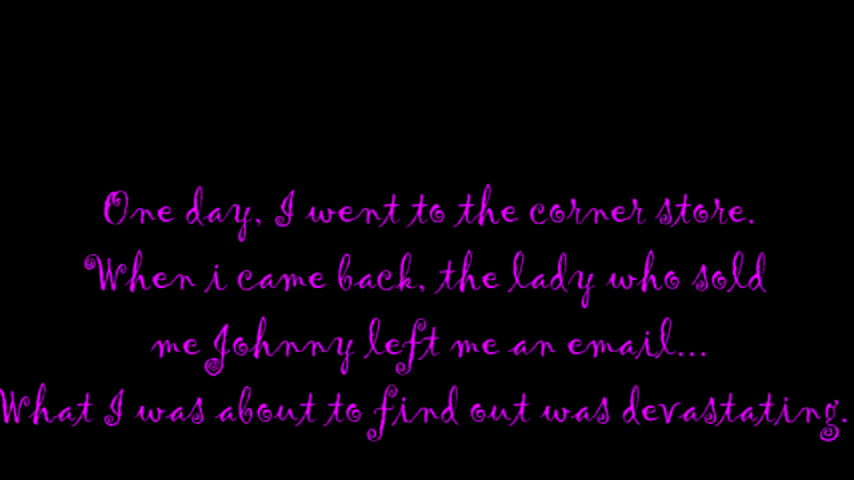 One day, I went to the corner store.
When i came back, the lady who sold
me Johnny left me an email...
What I was about to find out was devastating.